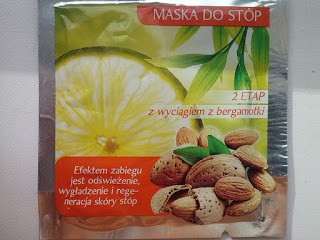 MASKA DO STÓP
2 ETAP
z wyciągiem z bergamotki
Efektem zabiegu
jest odświeżenie,
wygładzenie i rege-
neracja skóry stóp